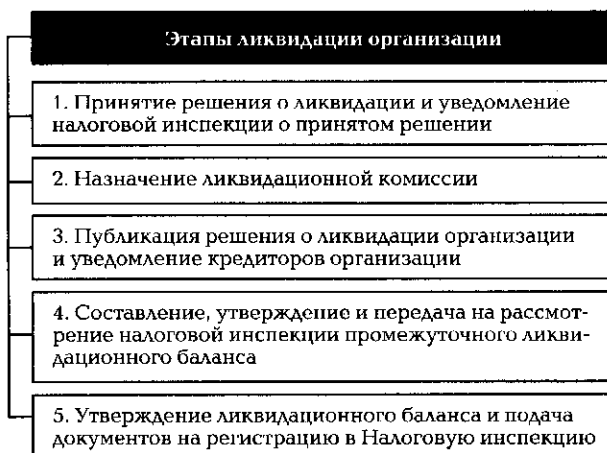 Этапы ликвидации организации
1. Принятие решения о ликвидации и уведомление
налоговой инспекции о принятом решении
2. Назначение ликвидационной комиссии
3. Публикация решения о ликвидации организации
и уведомление кредиторов организации
4. Составление, утверждение и передача на рассмот-
рение налоговой инспекции промежуточного ликви-
дационного баланса
5. Утверждение ликвидационного баланса и подача
документов на регистрацию в Налоговую инспекцию